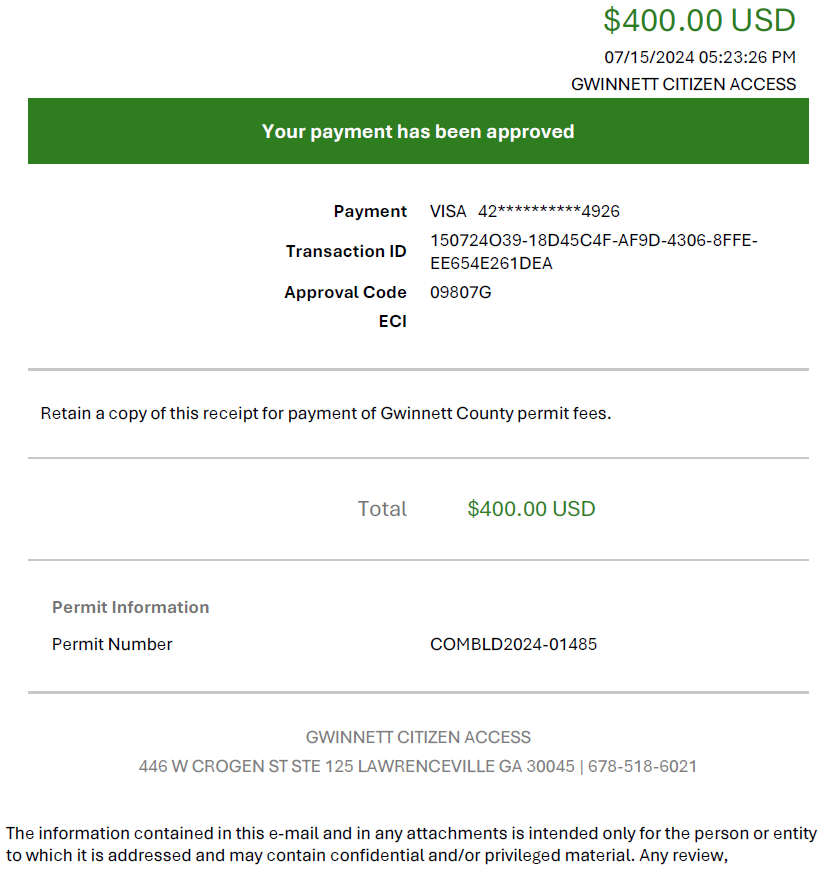 $400.00 USD
07/15/2024 05:23:26 PM
GWINNETT CITIZEN ACCESS
Your payment has been approved
Payment VISA 42**********4926
Transaction ID 150724O39-18D45C4F-AF9D-4306-8FFE-
EE654E261DEA
Approval Code 09807G
ECI
Retain a copy of this receipt for payment of Gwinnett County permit fees.
Total $400.00 USD
Permit Information
Permit Number COMBLD2024-01485
GWINNETT CITIZEN ACCESS
446 W CROGEN ST STE 125 LAWRENCEVILLE GA 30045 | 678-518-6021
The information contained in this e-mail and in any attachments is intended only for the person or entity
to which it is addressed and may contain confidential and/or privileged material. Any review,